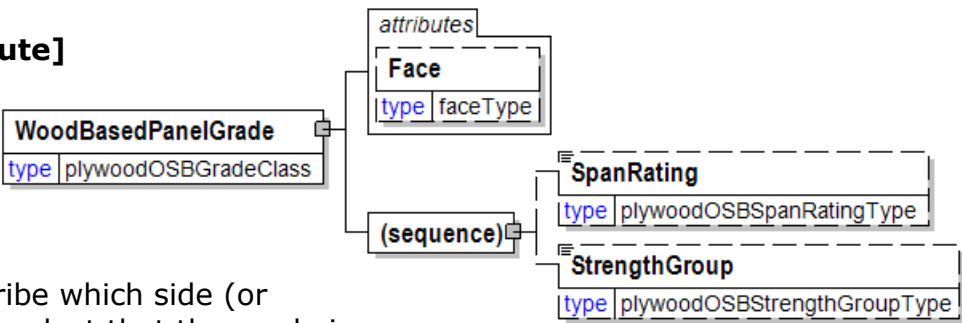 attributes
ute]
Face
type faceType
WoodBasedPanelGrade
type plywoodOSBGradeClass
SpanRating
type plywoodOSBSpanRatingType
(sequence)
StrengthGroup
type plywoodOSBStrengthGroupType
ribe which side (or